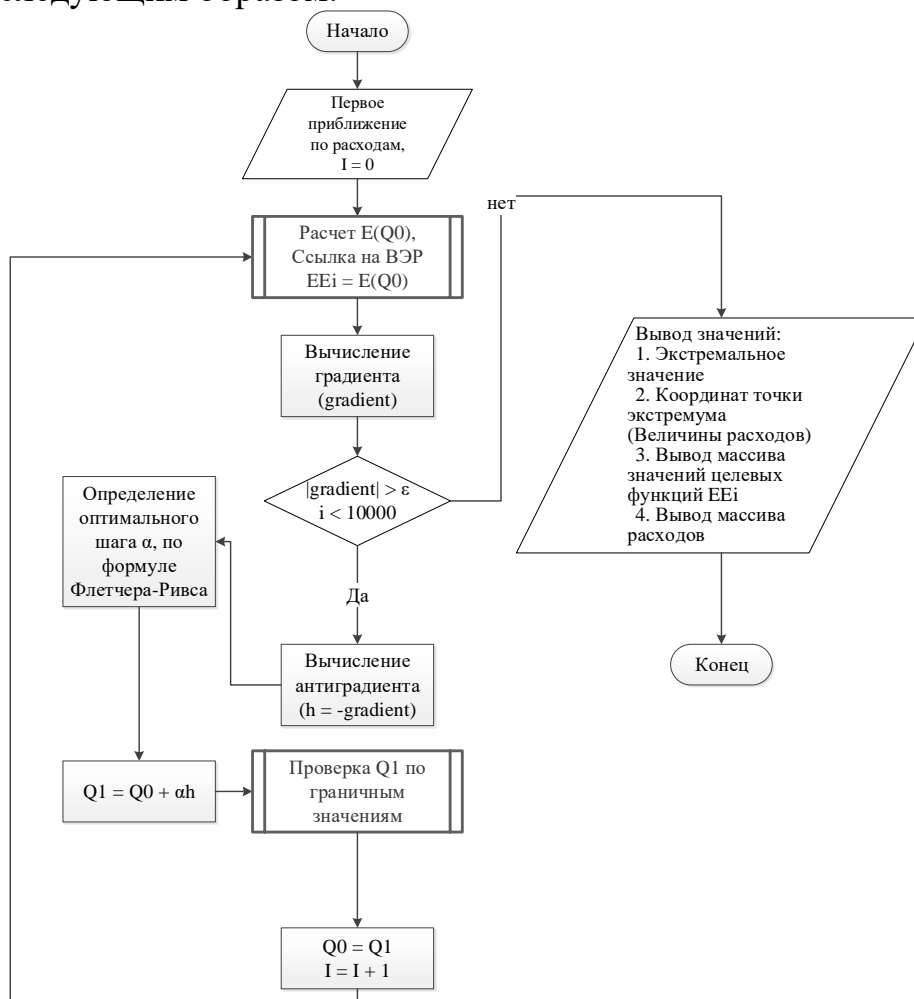 Начало
Первое
приближение
по расходам,
I = 0
нет
Расчет E(Q0),
Ссылка на ВЭР
EEi = E(Q0)
Вычисление
градиента
(gradient)
Вывод значений:
1. Экстремальное
значение
2. Координат точки
экстремума
(Величины расходов)
3. Вывод массива
значений целевых
функций EEi
4. Вывод массива
расходов
|gradient| > ε
i < 10000
Определение
оптимального
шага α, по
формуле
Флетчера-Ривса
Да
Вычисление
антиградиента
(h = -gradient)
Конец
Q1 = Q0 + αh
Проверка Q1 по
граничным
значениям
Q0 = Q1
I = I + 1